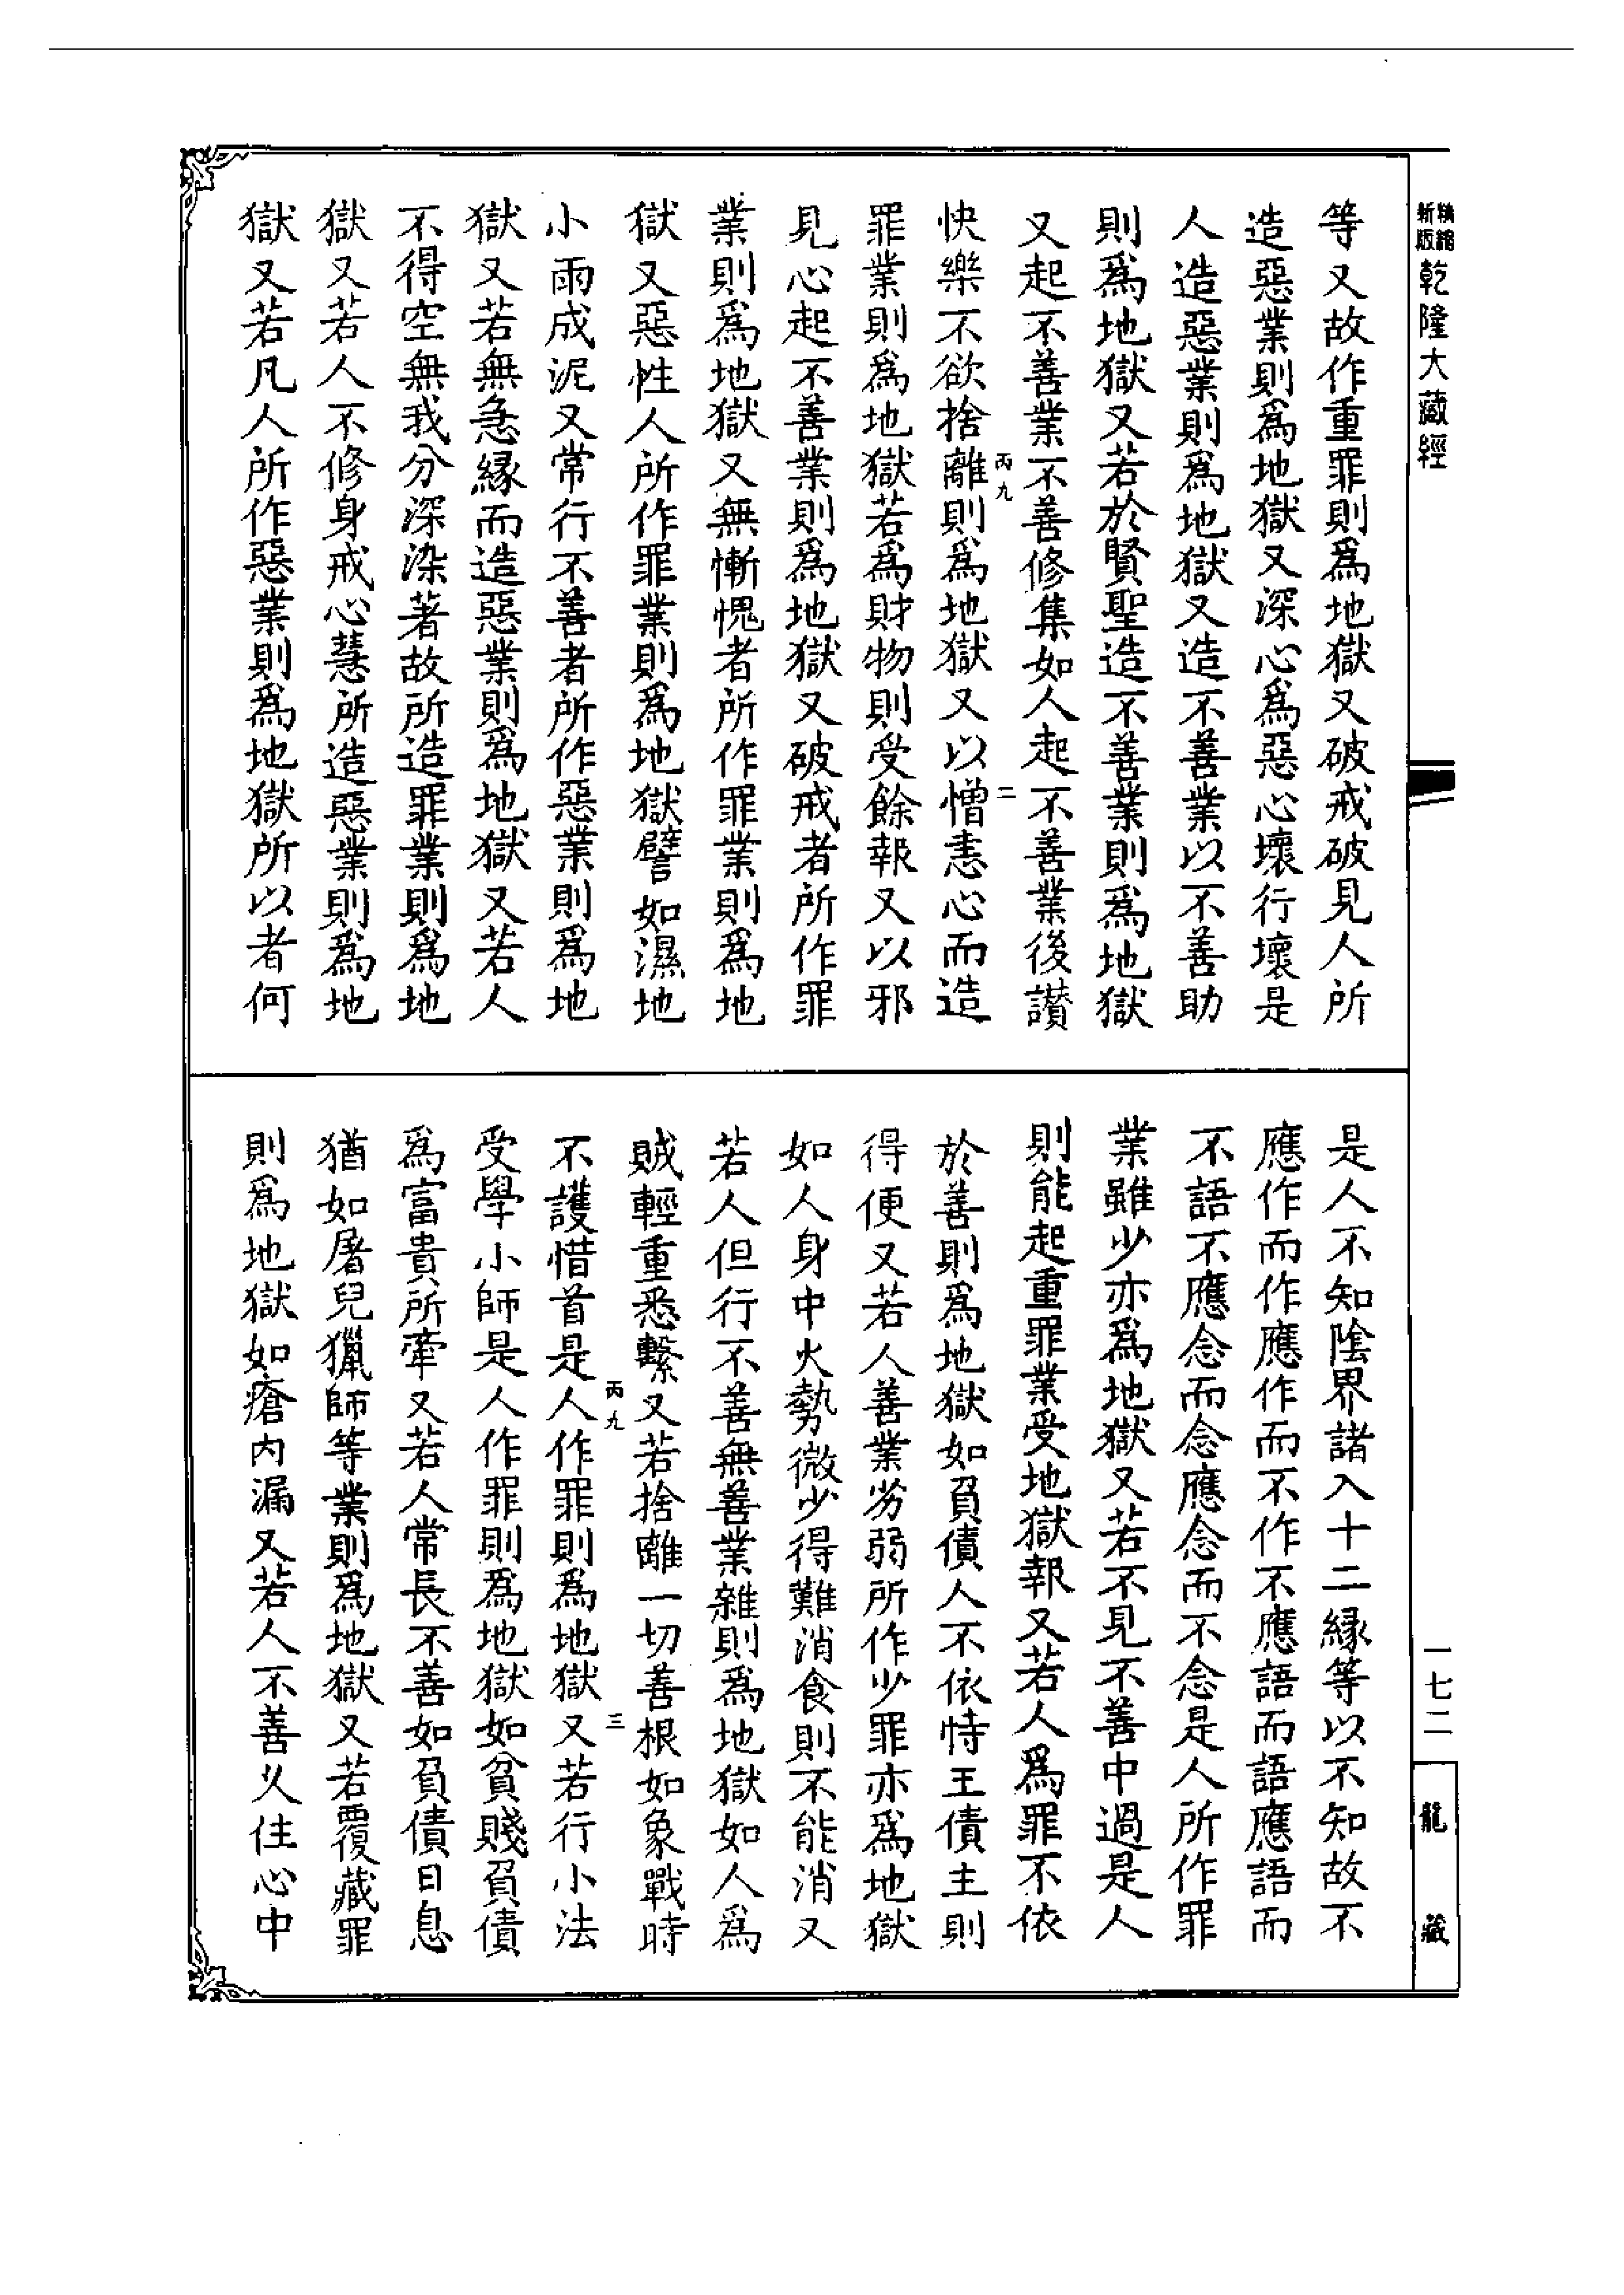 新版精縮乾隆大藏經
等又故作重罪則爲地獄又破戒破見人所
造惡業則爲地獄又深心爲惡心壞行壞是
人造惡業則爲地獄又造不善業以不善助
則爲地獄又若於賢聖造不善業則爲地獄
又起不善業不善修集如人起不善業後讃
丙九
二
快樂不欲捨離則爲地獄又以憎恚心而造
罪業則爲地獄若爲財物則受餘報又以邪
見心起不善業則爲地獄又破戒者所作罪
業則爲地獄又無慚愧者所作罪業則爲地
獄又惡性人所作罪業則爲地獄譬如濕地
小雨成泥又常行不善者所作惡業則爲地
獄又若無急緣而造惡業則爲地獄又若人
不得空無我分深染著故所造罪業則爲地
獄又若人不修身戒心慧所造惡業則爲地
獄又若凡人所作惡業則爲地獄所以者何
是人不知陰界諸入十二緣等以不知故不
應作而作應作而不作不應語而語應語而
不語不應念而念應念而不念是人所作罪
業雖少亦爲地獄又若不見不善中過是人
則能起重罪業受地獄報又若人爲罪不依
於善則爲地獄如負債人不依恃王債主則
得便又若人善業劣弱所作少罪亦爲地獄
如人身中火勢微少得難消食則不能消又
若人但行不善無善業雜則爲地獄如人爲
賊輕重悉繫又若捨離一切善根如象戰時
丙九
三
不護惜首是人作罪則爲地獄又若行小法
受學小師是人作罪則爲地獄如貧賤負債
爲富貴所牽又若人常長不善如負債日息
猶如屠兒獵師等業則爲地獄又若覆藏罪
則爲地獄如瘡內漏又若人不善久住心中
一七二
龍藏